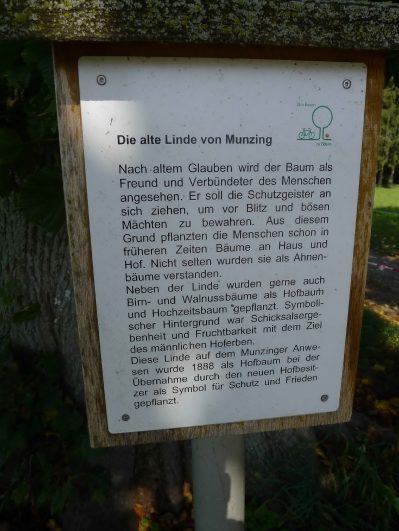 Die alte Linde von Munzing
Nach altem Glauben wird der Baum als
Freund und Verbündeter des Menschen
angesehen. Er soll die Schutzgeister an
sich ziehen, um vor Blitz und bösen
Mächten zu bewahren. Aus diesem
Grund pflanzten die Menschen schon in
früheren Zeiten Bäume an Haus und
Hof. Nicht selten wurden sie als Ahnen-
bäume verstanden.
Neben der Linde wurden gerne auch
Birn- und Walnussbäume als Hofbaum
und Hochzeitsbaum gepflanzt. Symboli-
scher Hintergrund war Schicksalserge-
benheit und Fruchtbarkeit mit dem Ziel
des männlichen Hoferben.
Diese Linde auf dem Munzinger Anwe-
sen wurde 1888 als Hofbaum bei der
Übernahme durch den neuen Hofbesit-
zer als Symbol für Schutz und Frieden
gepflanzt.